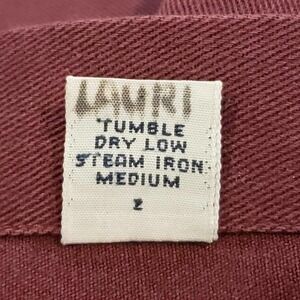 LAURI
TUMBLE
DRY LOW
STEAM IRON
MEDIUM
2